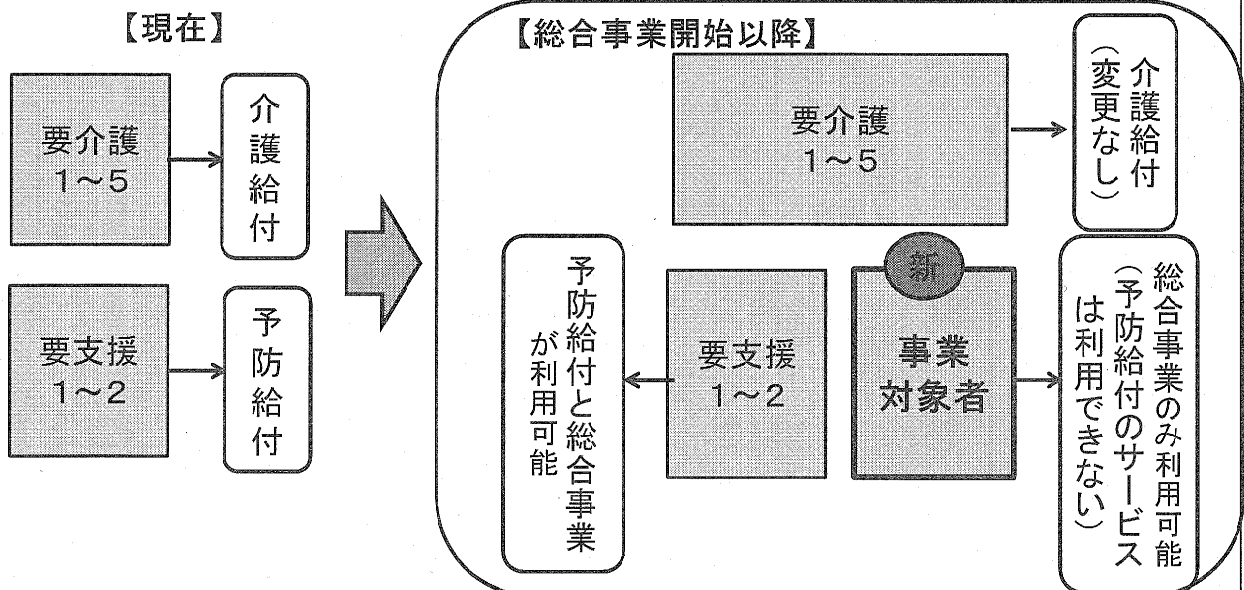 【現在】
要介護
1～5
介護給付
要支援
1～2
予防給付
【総合事業開始以降】
要介護
1～5
介護給付
（変更なし）
予防給付と総合事業
が利用可能
要支援
1～2
新
事業
対象者
総合事業のみ利用可能
（予防給付のサービス
は利用できない）